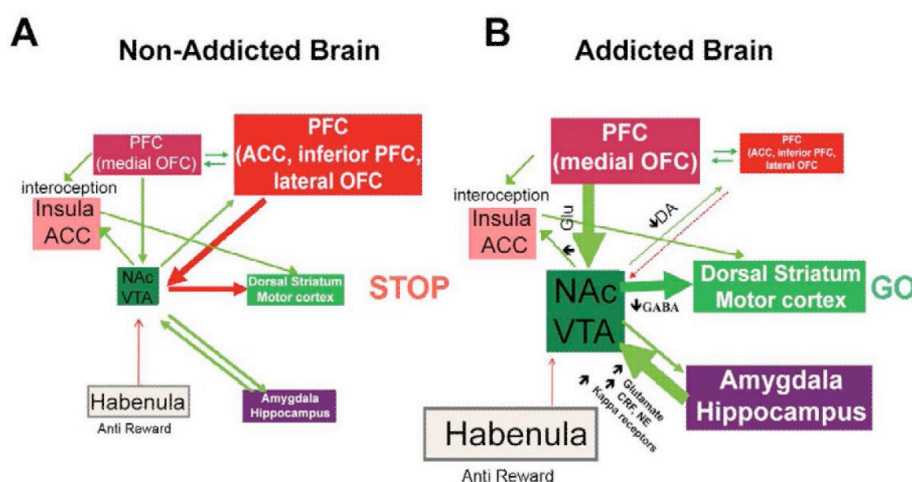 A
Non-Addicted Brain
PFC
(medial OFC)
PFC
(ACC, inferior PFC,
lateral OFC
interoception
Insula
ACC
NAc
VTA
Dorsal Striatum
Motor cortex
STOP
Habenula
Anti Reward
Amygdala
Hippocampus
B
Addicted Brain
PFC
(medial OFC)
PFC
(ACC, inferior PFC,
lateral OFC
interoception
Insula
ACC
Glu
DA
NAc
VTA
GABA
Dorsal Striatum
Motor cortex
GO
Glutamate
CRF, NE
Kappa receptors
Amygdala
Hippocampus
Habenula
Anti Reward